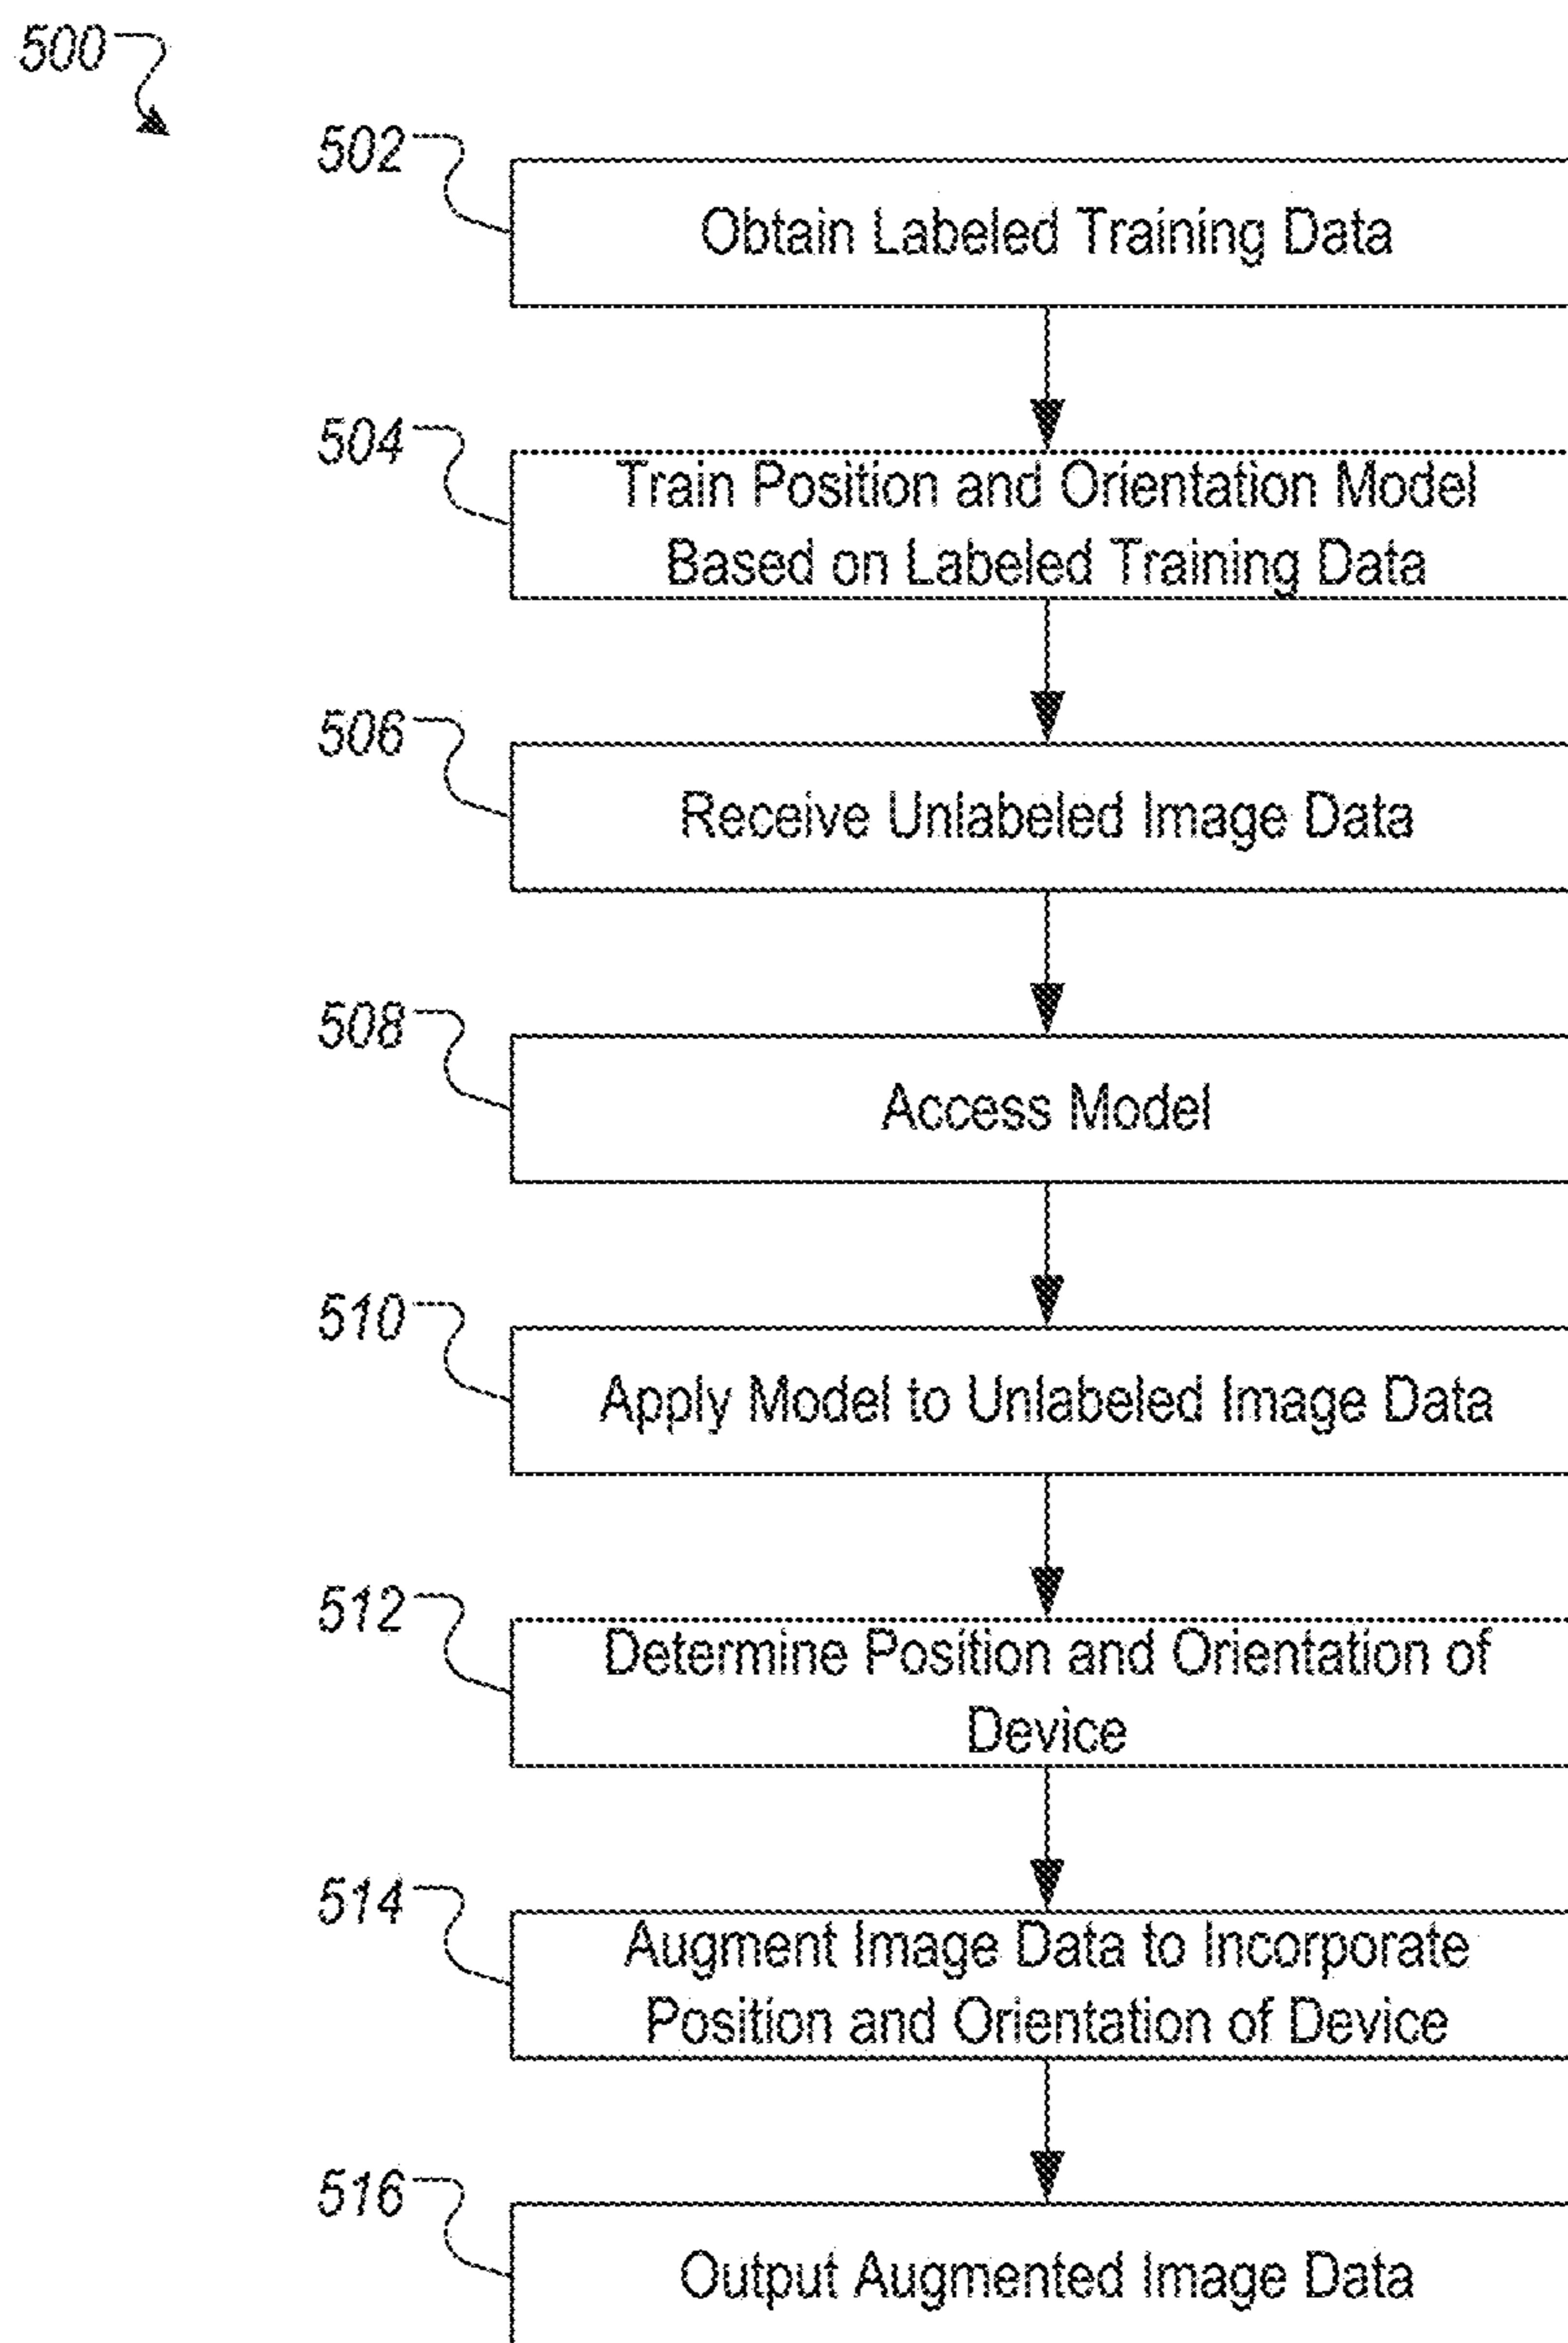 500
502
Obtain Labeled Training Data
504
Train Position and Orientation Model
Based on Labeled Training Data
506
Receive Unlabeled Image Data
508
Access Model
510
Apply Model to Unlabeled Image Data
512
Determine Position and Orientation of
Device
514
Augment Image Data to Incorporate
Position and Orientation of Device
516
Output Augmented Image Data